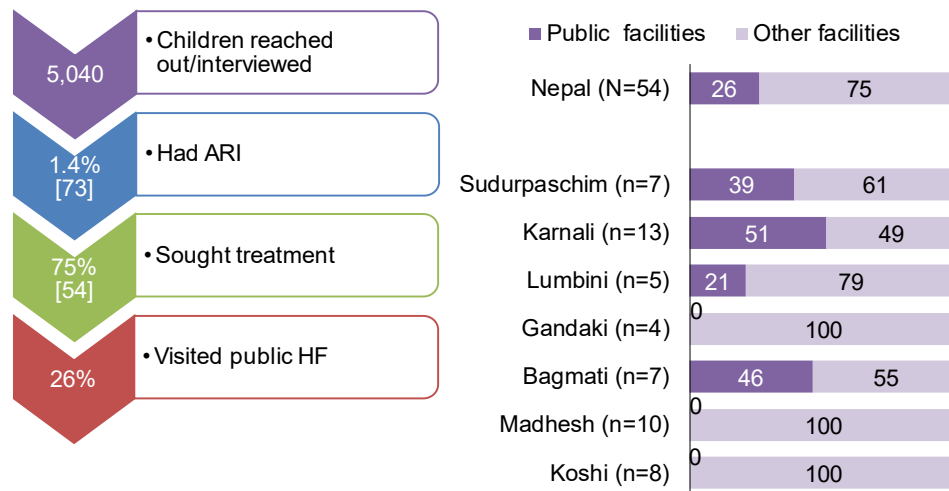 5,040
• Children reached
out/interviewed
1.4%
[73]
• Had ARI
75%
[54]
• Sought treatment
26%
• Visited public HF
Public facilities Other facilities
Nepal (N=54) 26 75
Sudurpaschim (n=7) 39 61
Karnali (n=13) 51 49
Lumbini (n=5) 21 79
Gandaki (n=4) 0 100
Bagmati (n=7) 46 55
Madhesh (n=10) 0 100
Koshi (n=8) 0 100